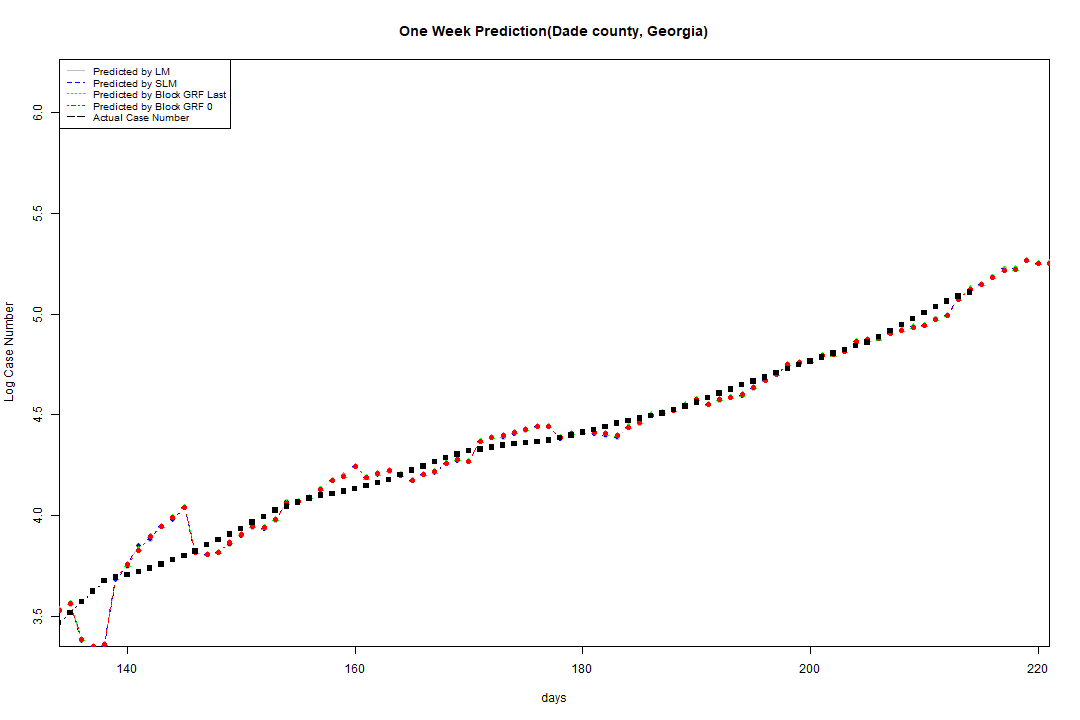 One Week Prediction(Dade county, Georgia)
Predicted by LM
Predicted by SLM
Predicted by Block GRF Last
Predicted by Block GRF 0
Actual Case Number
6.0
5.5
5.0
4.5
4.0
3.5
Log Case Number
140 160 180 200 220
days